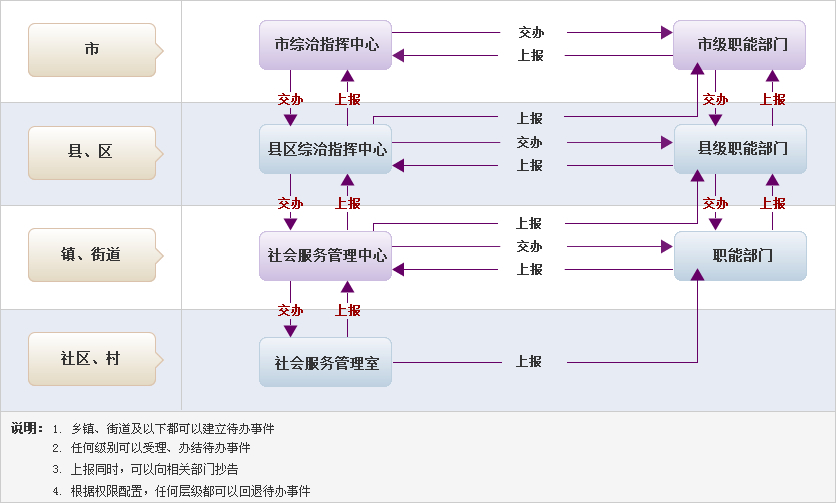 市
市综治指挥中心
交办
上报
市级职能部门
交办
上报
交办
上报
县、区
县区综治指挥中心
上报
交办
上报
县级职能部门
交办
上报
交办
上报
镇、街道
社会服务管理中心
上报
交办
上报
职能部门
交办
上报
社区、村
社会服务管理室
上报
说明： 1. 乡镇、街道及以下都可以建立待办事件
2. 任何级别可以受理、办结待办事件
3. 上报同时，可以向相关部门抄告
4. 根据权限配置，任何层级都可以回退待办事件